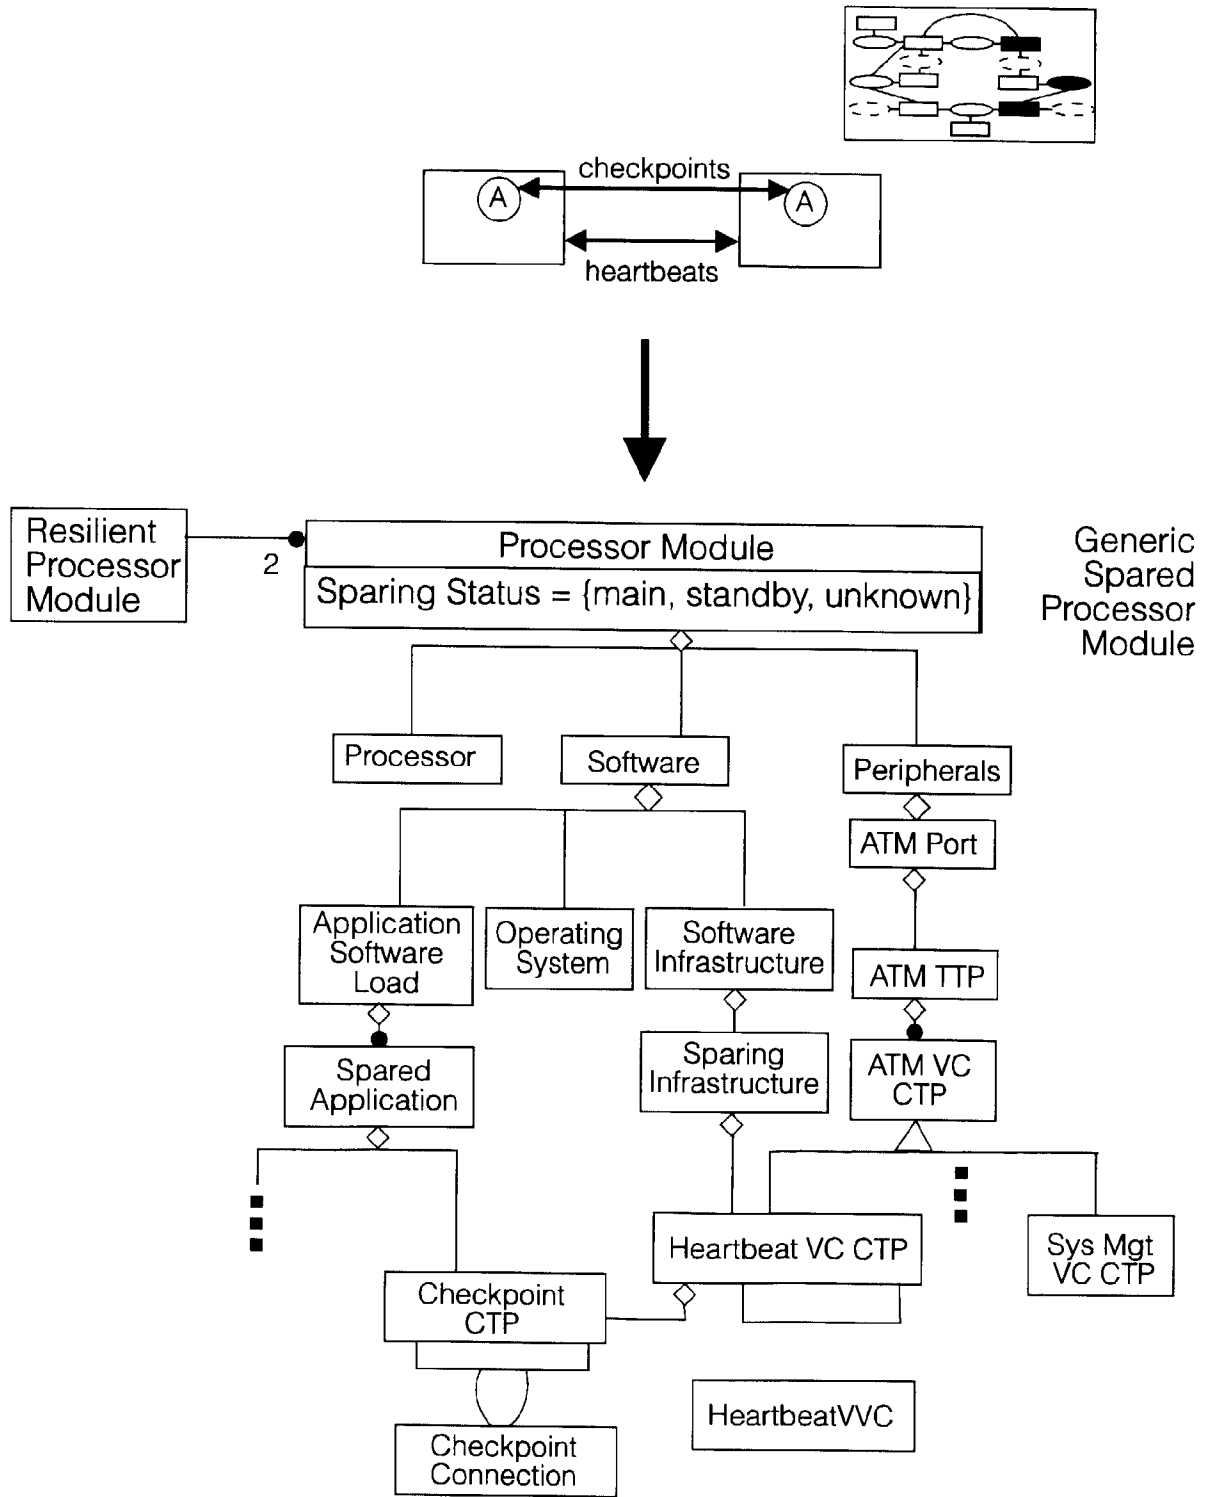 checkpoints
A
A
heartbeats
Resilient
Processor
Module
2
Processor Module
Sparing Status = {main, standby, unknown}
Generic
Spared
Processor
Module
Processor
Software
Peripherals
ATM Port
Application
Software
Load
Operating
System
Software
Infrastructure
ATM TTP
Spared
Application
Sparing
Infrastructure
ATM VC
CTP
Heartbeat VC CTP
Sys Mgt
VC CTP
Checkpoint
CTP
HeartbeatVVC
Checkpoint
Connection